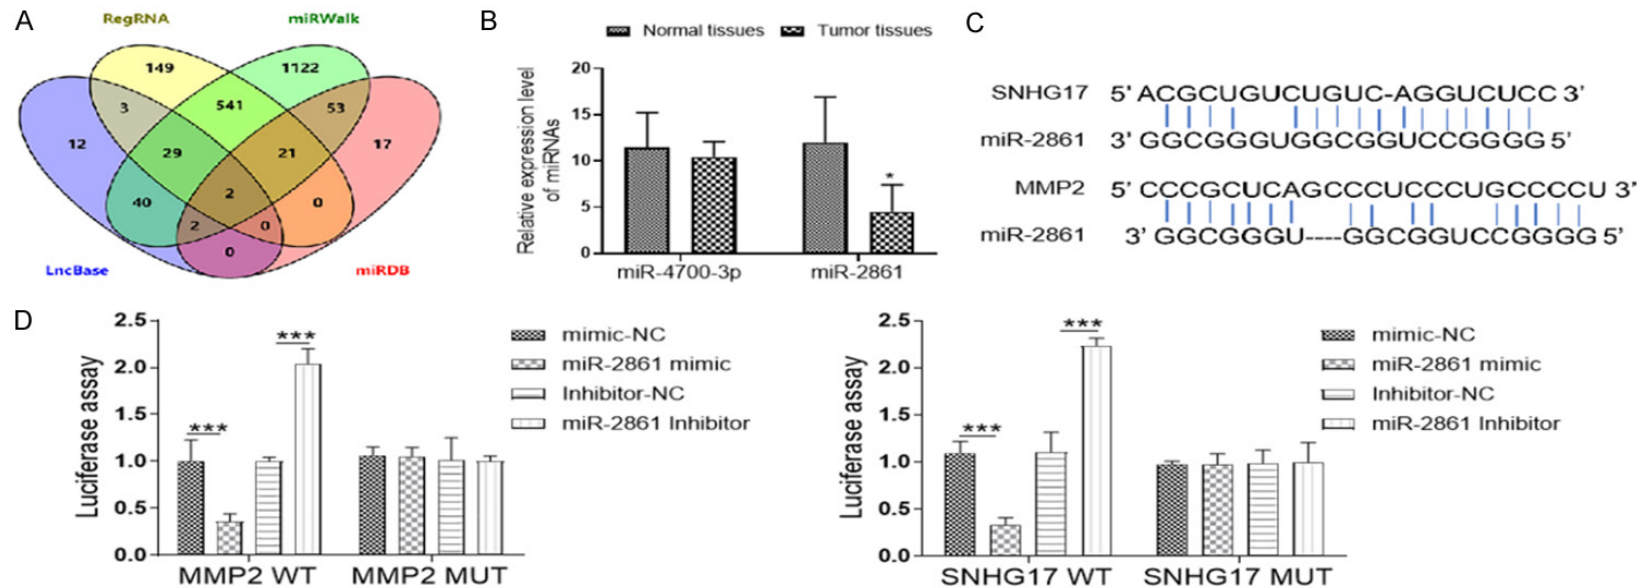 A
RegRNA
miRWalk
149
1122
3
541
53
12
29
21
17
2
40
0
2
0
0
LncBase
miRDB
B
Normal tissues
Tumor tissues
Relative expression level
of miRNAs
20
15
10
5
0
*
miR-4700-3p
miR-2861
C
SNHG17 5' ACGCUGUCUGUC-AGGUCUCC 3'
miR-2861 3' GGCGGGUGGCGGUCCGGGG 5'
MMP2 5' CCCGCUCAGCCCUCCCUGCCCCU 3'
miR-2861 3' GGCGGGU----GGCGGUCCGGGG 5'
D
Luciferase assay
2.5
2.0
1.5
1.0
0.5
0.0
***
***
MMP2 WT
MMP2 MUT
mimic-NC
miR-2861 mimic
Inhibitor-NC
miR-2861 Inhibitor
Luciferase assay
2.5
2.0
1.5
1.0
0.5
0.0
***
***
SNHG17 WT
SNHG17 MUT
mimic-NC
miR-2861 mimic
Inhibitor-NC
miR-2861 Inhibitor